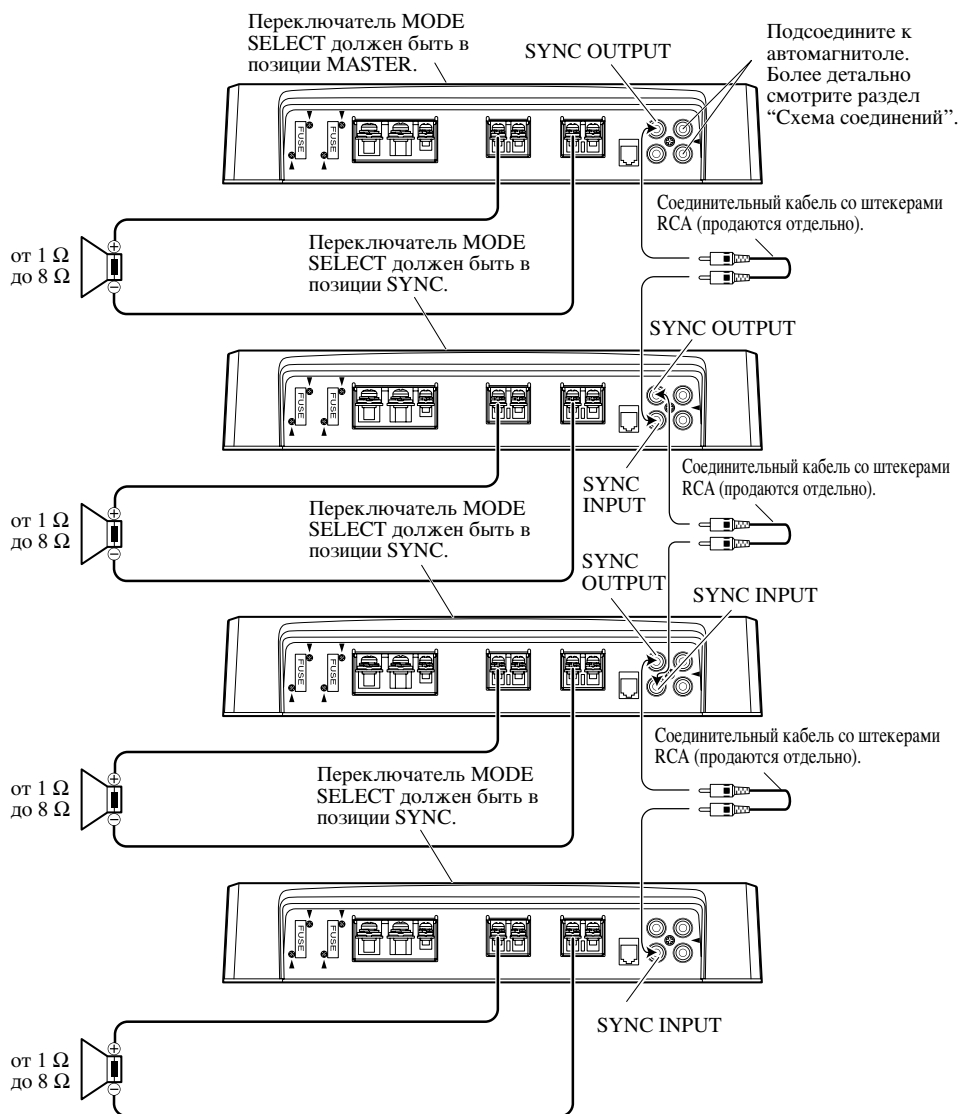 Переключатель MODE
SELECT должен быть в
позиции MASTER.
SYNC OUTPUT
Подсоедините к
автомагнитоле.
Более детально
смотрите раздел
“Схема соединений”.
FUSE
FUSE
Соединительный кабель со штекерами
RCA (продаются отдельно).
от 1 Ω
до 8 Ω
Переключатель MODE
SELECT должен быть в
позиции SYNC.
SYNC OUTPUT
FUSE
FUSE
SYNC
INPUT
Соединительный кабель со штекерами
RCA (продаются отдельно).
от 1 Ω
до 8 Ω
Переключатель MODE
SELECT должен быть в
позиции SYNC.
SYNC
OUTPUT
SYNC INPUT
FUSE
FUSE
Соединительный кабель со штекерами
RCA (продаются отдельно).
от 1 Ω
до 8 Ω
Переключатель MODE
SELECT должен быть в
позиции SYNC.
FUSE
FUSE
SYNC INPUT
от 1 Ω
до 8 Ω